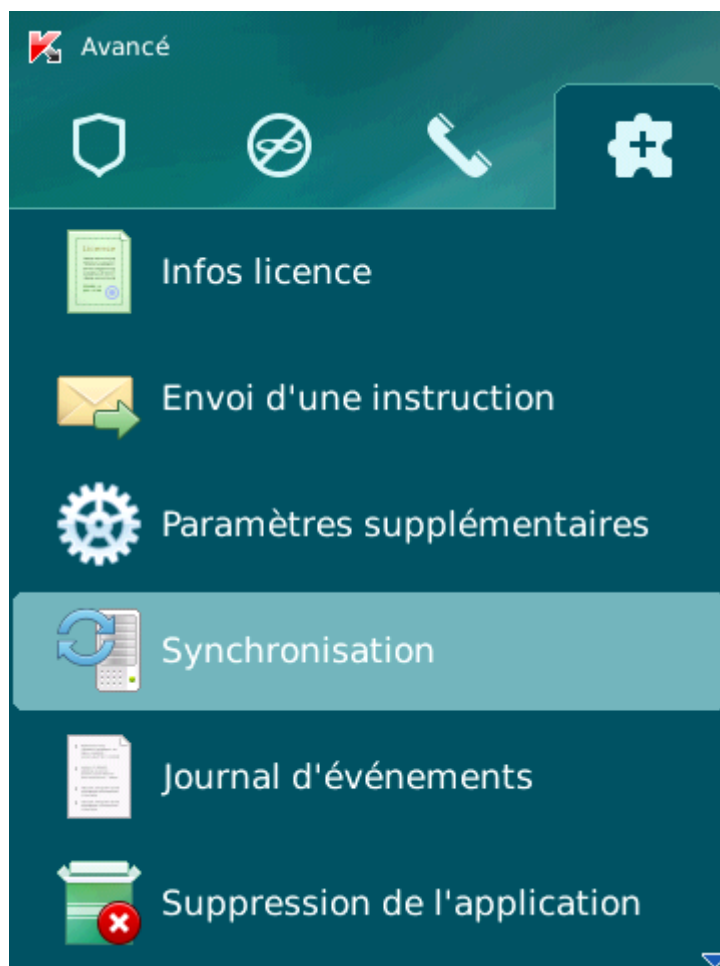 Avancé
Infos licence
Envoi d'une instruction
Paramètres supplémentaires
Synchronisation
Journal d'événements
Suppression de l'application